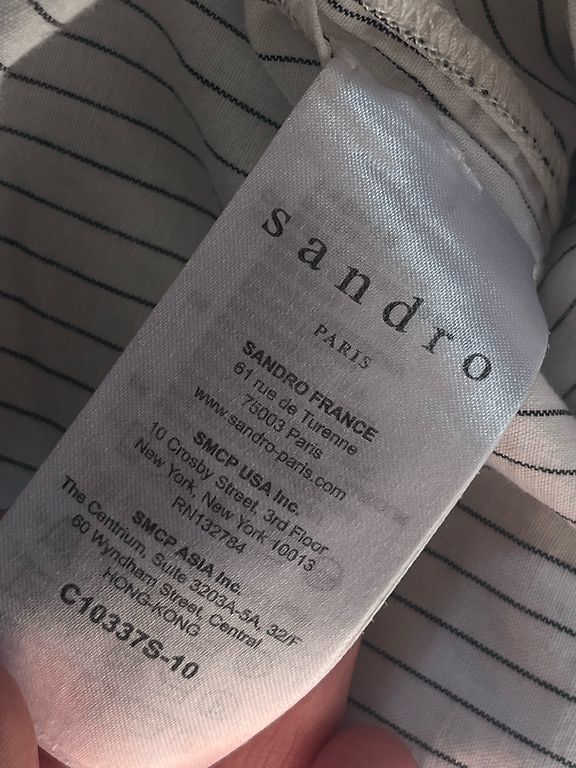 sandro
PARIS
SANDRO FRANCE
61 rue de Turenne
75003 Paris
www.sandro-paris.com
SMCP USA Inc.
10 Crosby Street, 3rd Floor
New York, New York 10013
RN132784
SMCP ASIA Inc.
The Centrium, Suite 3203A-5A, 32/F
60 Wyndham Street, Central
HONG-KONG
C10337S-10